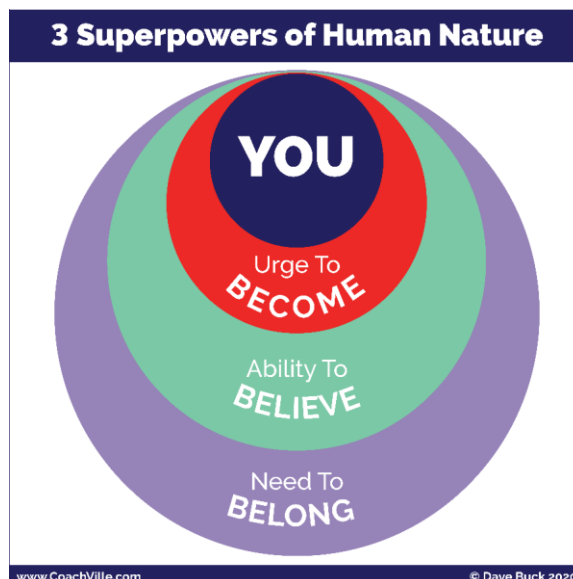 3 Superpowers of Human Nature
YOU
Urge To
BECOME
Ability To
BELIEVE
Need To
BELONG
www.CoachVille.com © Dave Buck 2020